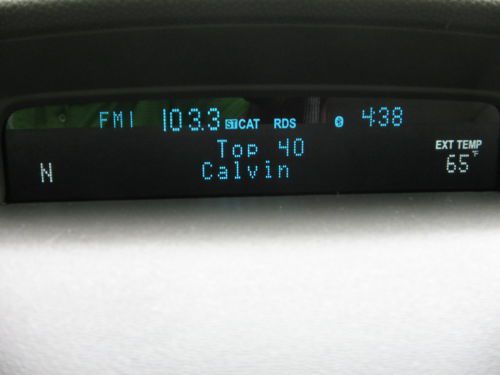 FM1 103.3 ST CAT RDS 4:38
Top 40
EXT TEMP
N Calvin 65°F